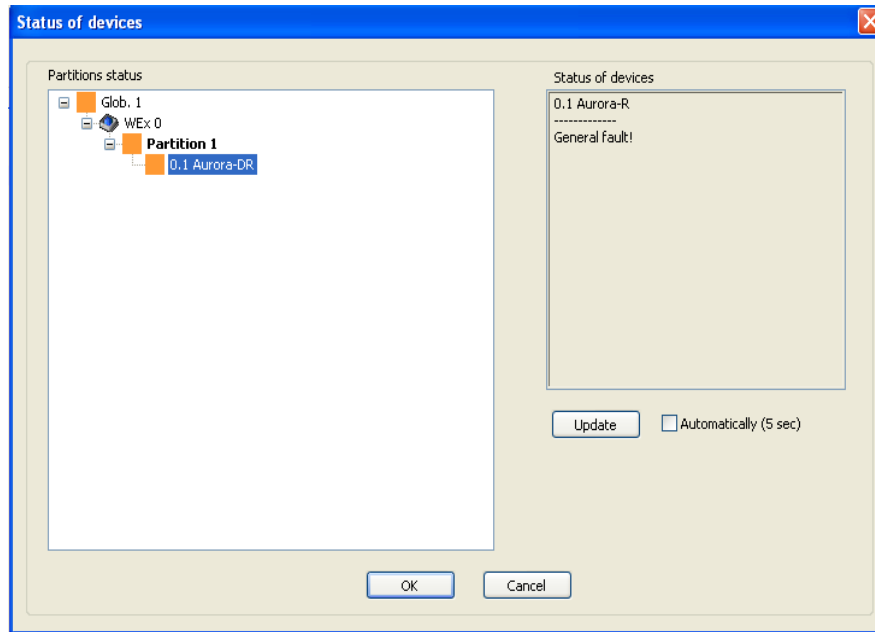 Status of devices
Partitions status
Glob. 1
WEx 0
Partition 1
0.1 Aurora-DR
Status of devices
0.1 Aurora-R
-------------
General fault!
Update
Automatically (5 sec)
OK
Cancel